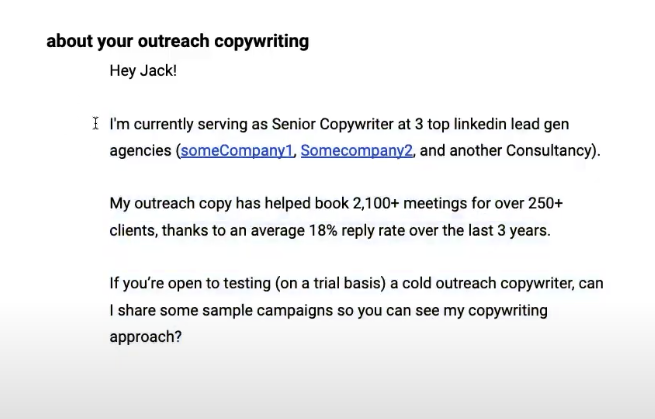 about your outreach copywriting
Hey Jack!
I'm currently serving as Senior Copywriter at 3 top linkedin lead gen
agencies (someCompany1, Somecompany2, and another Consultancy).
My outreach copy has helped book 2,100+ meetings for over 250+
clients, thanks to an average 18% reply rate over the last 3 years.
If you're open to testing (on a trial basis) a cold outreach copywriter, can
I share some sample campaigns so you can see my copywriting
approach?